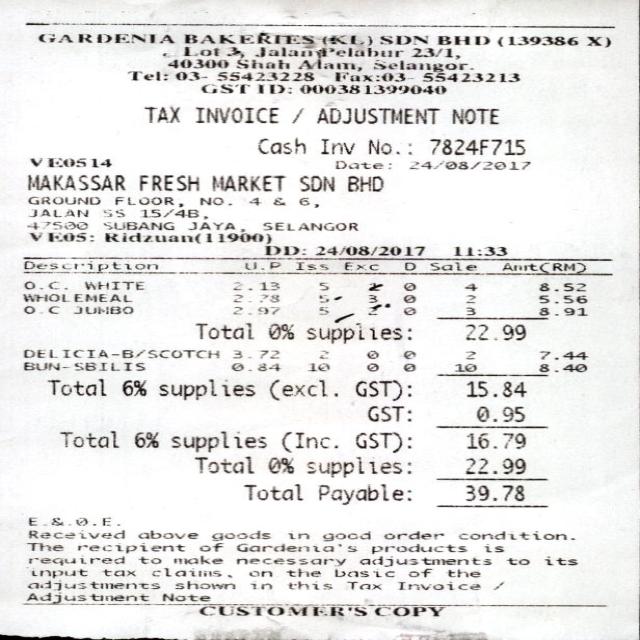 GARDENIA BAKERIES (KL) SDN BHD (139386 X)
Lot 3, Jalan Pelabur 23/1,
40300 Shah Alam, Selangor.
Tel: 03- 55423228 Fax:03- 55423213
GST ID: 000381399040
TAX INVOICE / ADJUSTMENT NOTE
Cash Inv No.: 7824F715
VE0514 Date: 24/08/2017
MAKASSAR FRESH MARKET SDN BHD
GROUND FLOOR, NO. 4 & 6,
JALAN SS 15/4B,
47500 SUBANG JAYA, SELANGOR
VE05: Ridzuan(11900)
DD: 24/08/2017 11:33
Description U.P Iss Exc D Sale Amt(RM)
O.C. WHITE 2.13 5 0 4 8.52
WHOLEMEAL 2.78 5 3 0 2 5.56
O.C JUMBO 2.97 5 0 3 8.91
Total 0% supplies: 22.99
DELICIA-B/SCOTCH 3.72 2 0 0 2 7.44
BUN-SBILIS 0.84 10 0 0 10 8.40
Total 6% supplies (excl. GST): 15.84
GST: 0.95
Total 6% supplies (Inc. GST): 16.79
Total 0% supplies: 22.99
Total Payable: 39.78
E.&.O.E.
Received above goods in good order condition.
The recipient of Gardenia's products is
required to make necessary adjustments to its
input tax claims, on the basic of the
adjustments shown in this Tax Invoice /
Adjustment Note
CUSTOMER'S COPY